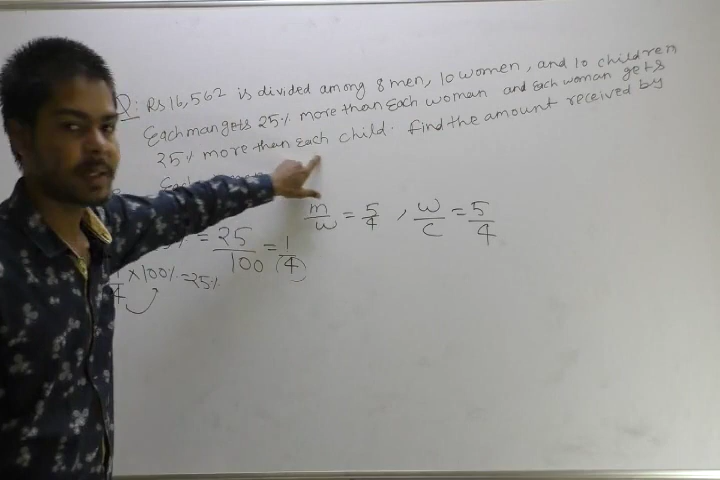 Q: Rs 16,562 is divided among 8 men, 10 women, and 10 children
Each man gets 25% more than Each woman and Each woman gets
25% more than Each child. find the amount received by
m/w = 5/4, w/c = 5/4
= 25/100 = 1/4
1/4 × 100% = 25%